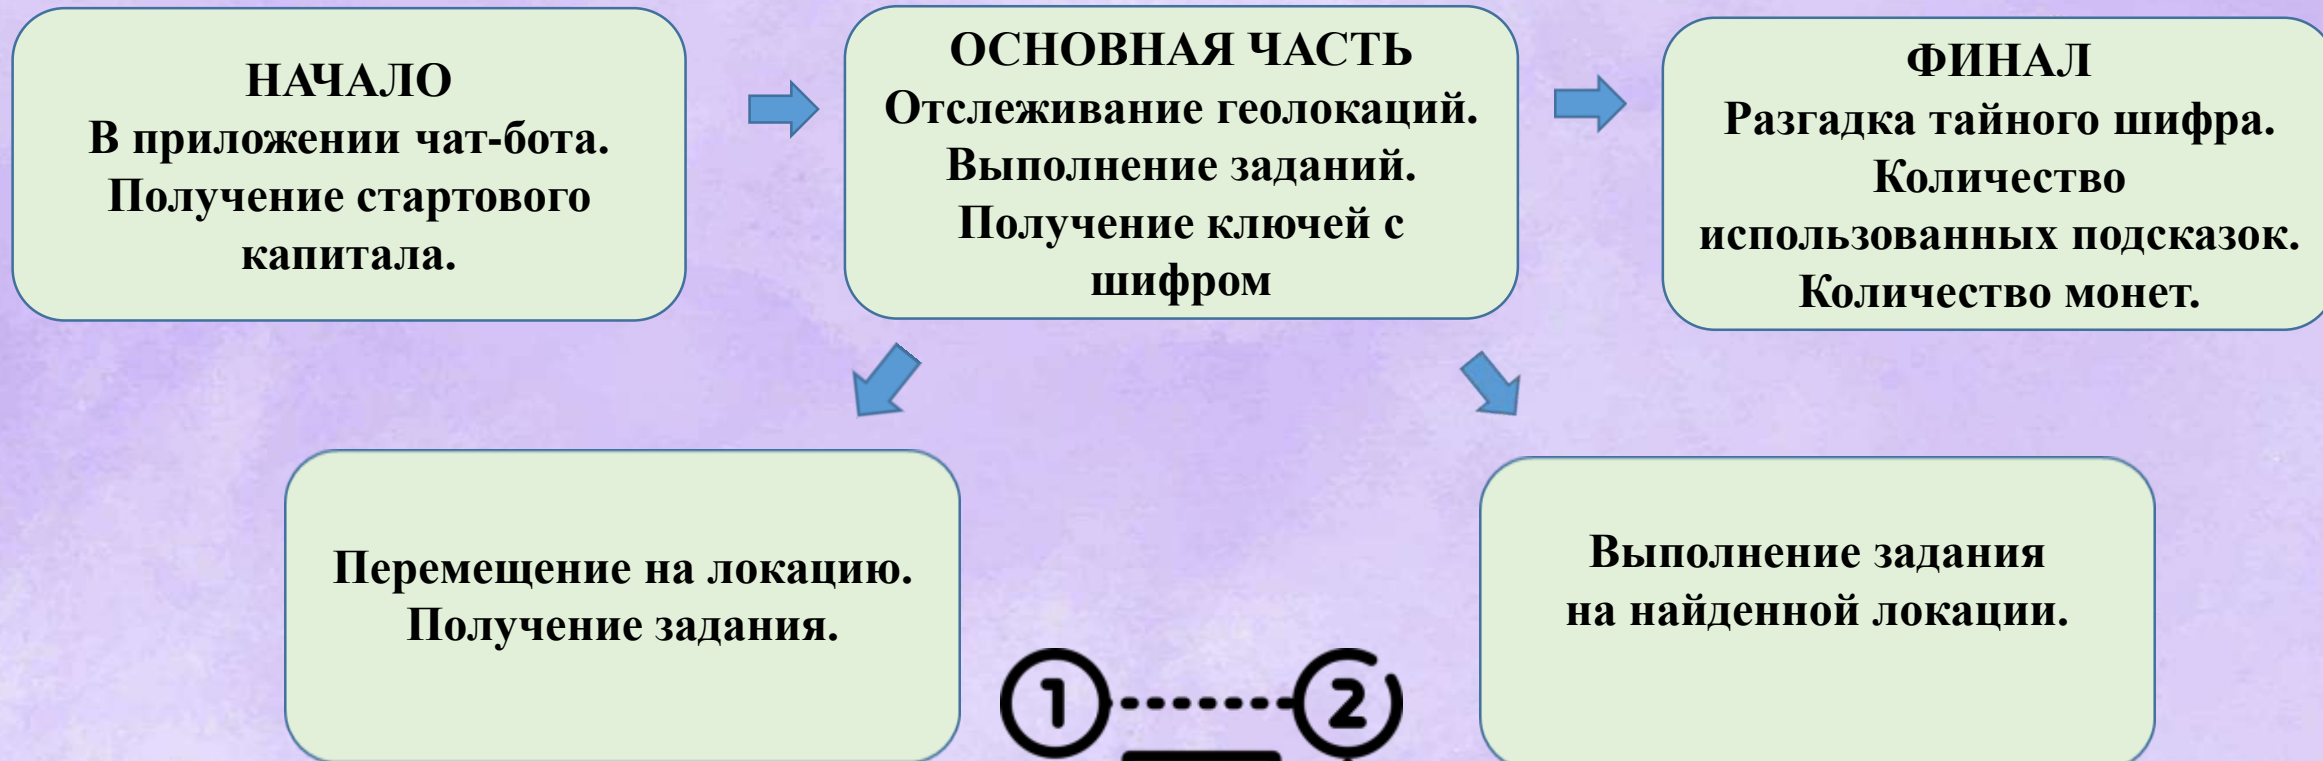 НАЧАЛО
В приложении чат-бота.
Получение стартового
капитала.
ОСНОВНАЯ ЧАСТЬ
Отслеживание геолокаций.
Выполнение заданий.
Получение ключей с
шифром
ФИНАЛ
Разгадка тайного шифра.
Количество
использованных подсказок.
Количество монет.
Перемещение на локацию.
Получение задания.
Выполнение задания
на найденной локации.
1 2